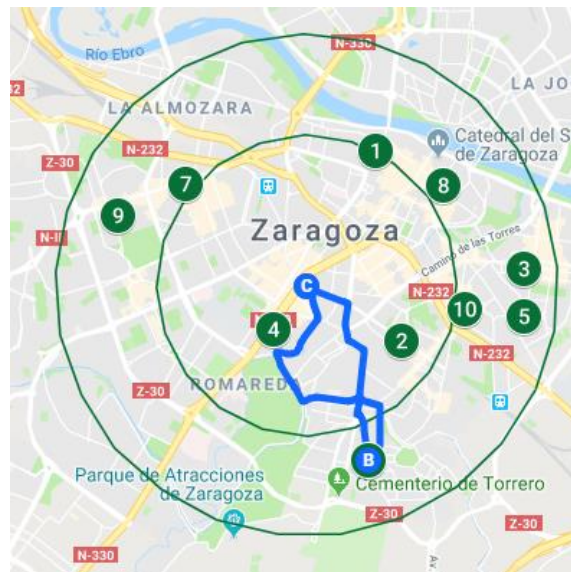 N-330
Río Ebro
LA JO
32
LA ALMOZARA
N-232
Z-30
1
Catedral del S
de Zaragoza
7
8
9
N-II
Zaragoza
Camino de las Torres
3
C
N-232
10
5
4
2
N-232
ROMAREDA
Z-30
B
Parque de Atracciones
de Zaragoza
Cementerio de Torrero
Z-30
N-330
Av